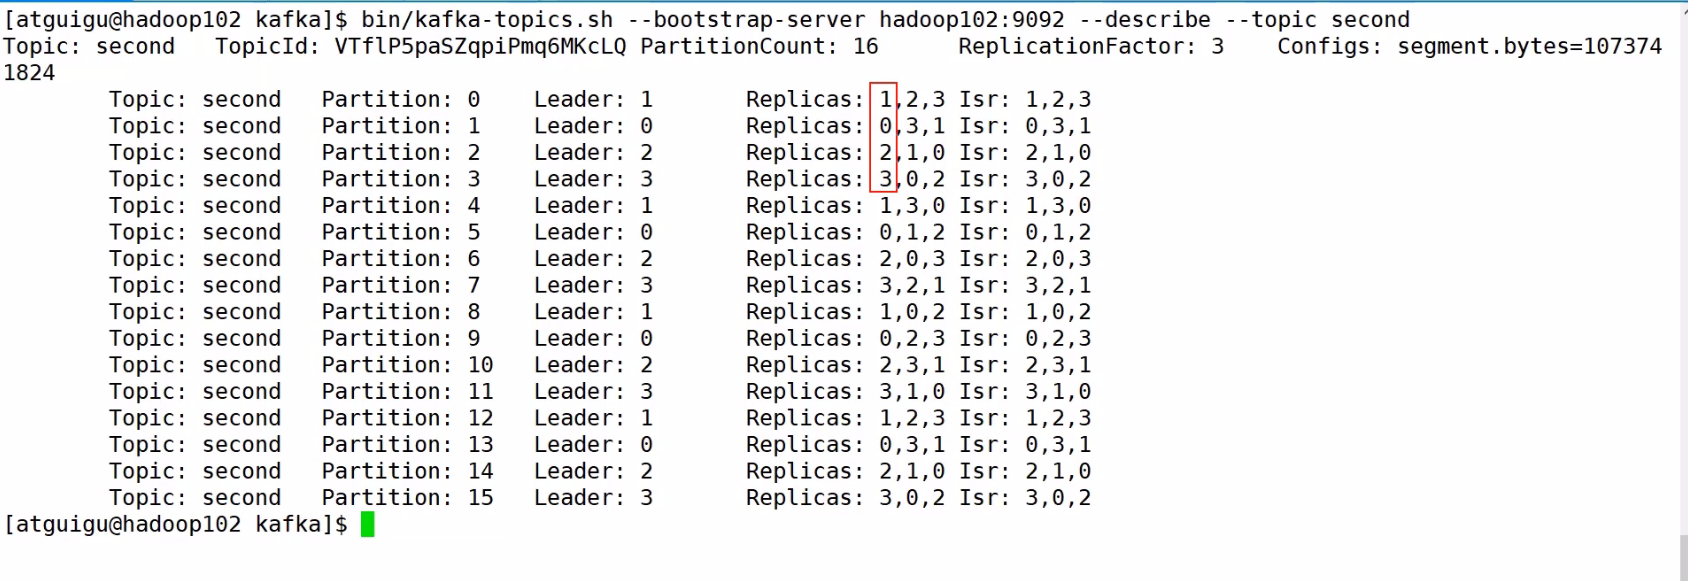 [atguigu@hadoop102 kafka]$ bin/kafka-topics.sh --bootstrap-server hadoop102:9092 --describe --topic second
Topic: second   TopicId: VTflP5paSZqpiPmq6MKcLQ PartitionCount: 16      ReplicationFactor: 3    Configs: segment.bytes=107374
1824
        Topic: second   Partition: 0    Leader: 1       Replicas: 1,2,3 Isr: 1,2,3
        Topic: second   Partition: 1    Leader: 0       Replicas: 0,3,1 Isr: 0,3,1
        Topic: second   Partition: 2    Leader: 2       Replicas: 2,1,0 Isr: 2,1,0
        Topic: second   Partition: 3    Leader: 3       Replicas: 3,0,2 Isr: 3,0,2
        Topic: second   Partition: 4    Leader: 1       Replicas: 1,3,0 Isr: 1,3,0
        Topic: second   Partition: 5    Leader: 0       Replicas: 0,1,2 Isr: 0,1,2
        Topic: second   Partition: 6    Leader: 2       Replicas: 2,0,3 Isr: 2,0,3
        Topic: second   Partition: 7    Leader: 3       Replicas: 3,2,1 Isr: 3,2,1
        Topic: second   Partition: 8    Leader: 1       Replicas: 1,0,2 Isr: 1,0,2
        Topic: second   Partition: 9    Leader: 0       Replicas: 0,2,3 Isr: 0,2,3
        Topic: second   Partition: 10   Leader: 2       Replicas: 2,3,1 Isr: 2,3,1
        Topic: second   Partition: 11   Leader: 3       Replicas: 3,1,0 Isr: 3,1,0
        Topic: second   Partition: 12   Leader: 1       Replicas: 1,2,3 Isr: 1,2,3
        Topic: second   Partition: 13   Leader: 0       Replicas: 0,3,1 Isr: 0,3,1
        Topic: second   Partition: 14   Leader: 2       Replicas: 2,1,0 Isr: 2,1,0
        Topic: second   Partition: 15   Leader: 3       Replicas: 3,0,2 Isr: 3,0,2
[atguigu@hadoop102 kafka]$